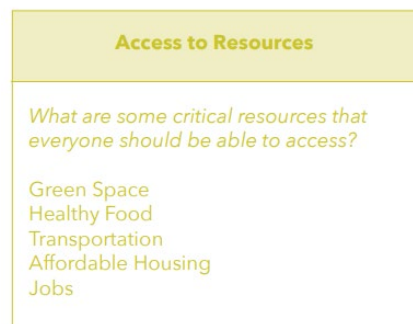 Access to Resources
What are some critical resources that
everyone should be able to access?
Green Space
Healthy Food
Transportation
Affordable Housing
Jobs